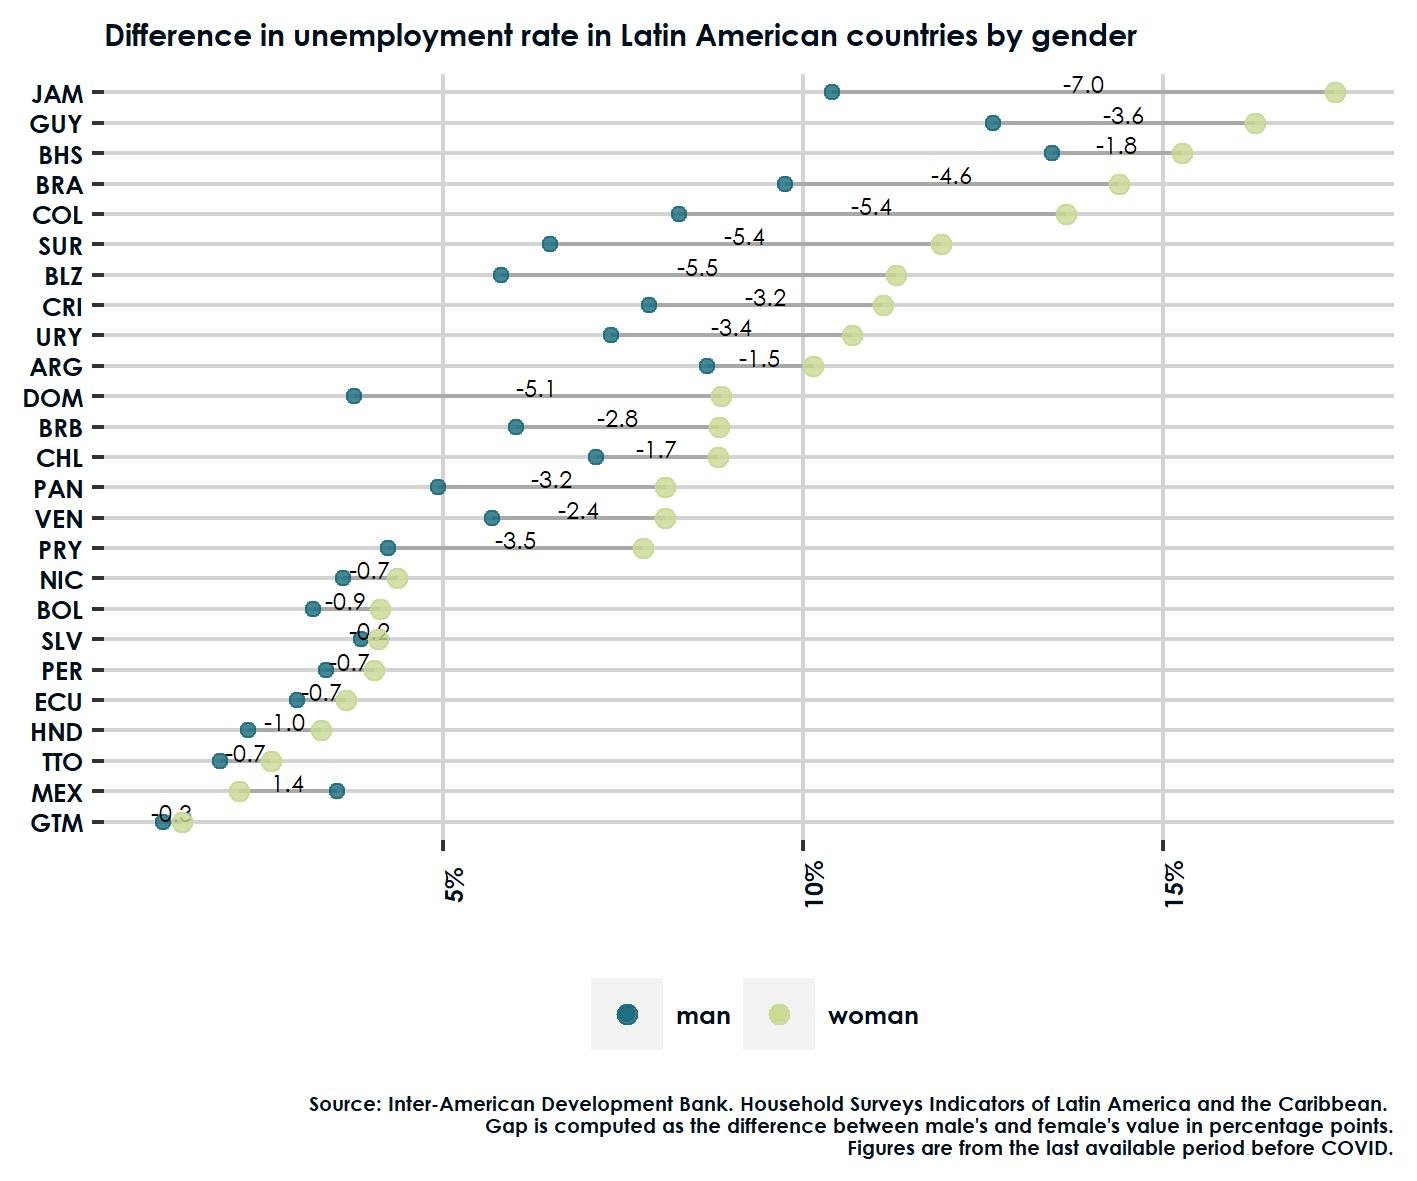 Difference in unemployment rate in Latin American countries by gender
JAM -7.0
GUY -3.6
BHS -1.8
BRA -4.6
COL -5.4
SUR -5.4
BLZ -5.5
CRI -3.2
URY -3.4
ARG -1.5
DOM -5.1
BRB -2.8
CHL -1.7
PAN -3.2
VEN -2.4
PRY -3.5
NIC -0.7
BOL -0.9
SLV -0.2
PER -0.7
ECU -0.7
HND -1.0
TTO -0.7
MEX 1.4
GTM -0.3
5% 10% 15%
man woman
Source: Inter-American Development Bank. Household Surveys Indicators of Latin America and the Caribbean.
Gap is computed as the difference between male's and female's value in percentage points.
Figures are from the last available period before COVID.